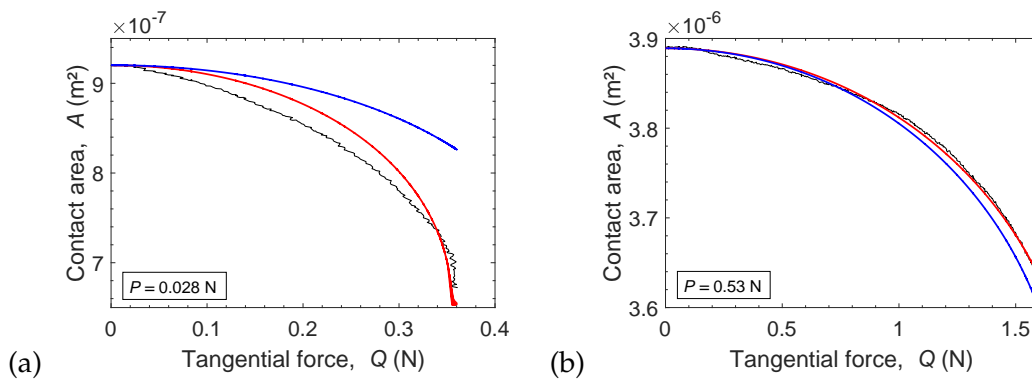 ×10⁻⁷
9
8
7
Contact area, A (m²)
P = 0.028 N
0 0.1 0.2 0.3 0.4
Tangential force, Q (N)
(a)
×10⁻⁶
3.9
3.8
3.7
3.6
Contact area, A (m²)
P = 0.53 N
0 0.5 1 1.5
Tangential force, Q (N)
(b)